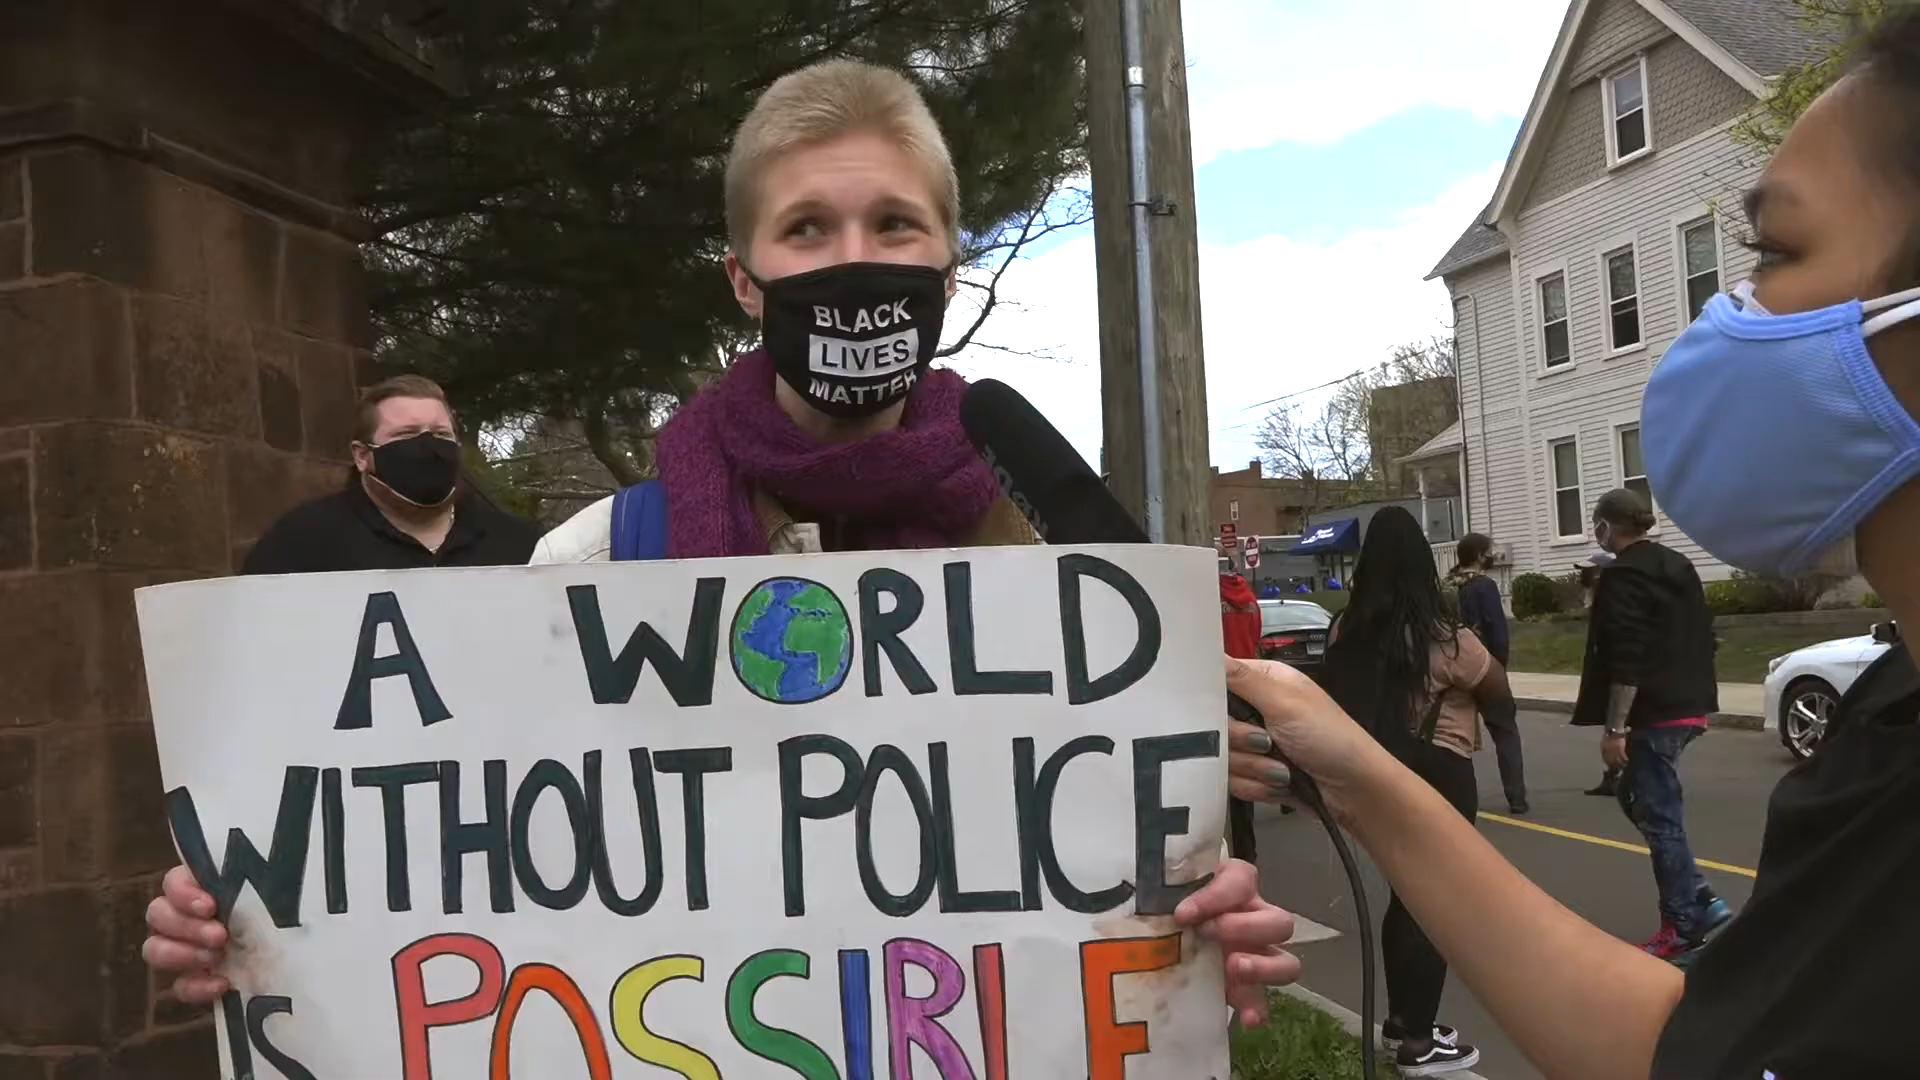 BLACK
LIVES
MATTER
A WORLD
WITHOUT POLICE
IS POSSIBLE